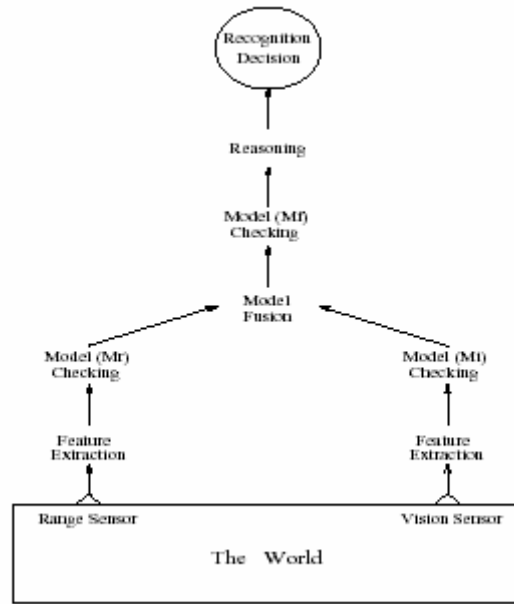 Recognition
Decision
Reasoning
Model (Mf)
Checking
Model
Fusion
Model (Mr)
Checking
Model (Mi)
Checking
Feature
Extraction
Feature
Extraction
Range Sensor
Vision Sensor
The World